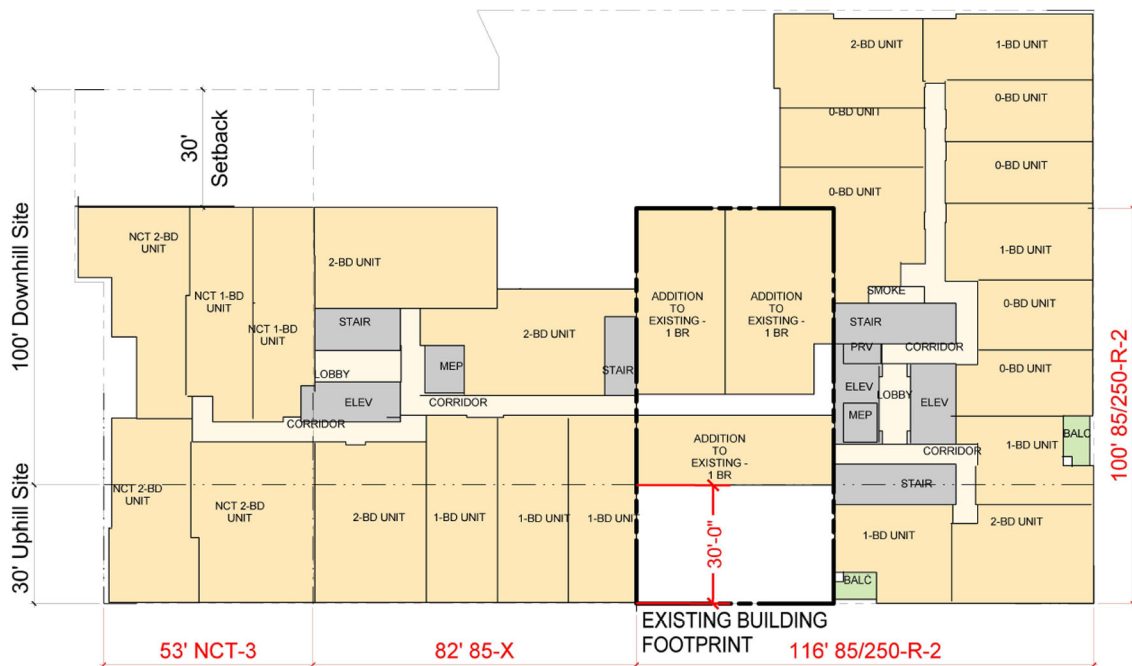 2-BD UNIT
1-BD UNIT
0-BD UNIT
0-BD UNIT
0-BD UNIT
0-BD UNIT
0-BD UNIT
1-BD UNIT
0-BD UNIT
0-BD UNIT
1-BD UNIT
2-BD UNIT
1-BD UNIT
BALC
BALC
SMOKE
STAIR
PRV
CORRIDOR
ELEV
LOBBY
ELEV
MEP
CORRIDOR
STAIR
30'
Setback
100' Downhill Site
30' Uphill Site
NCT 2-BD
UNIT
NCT 1-BD
UNIT
NCT 1-BD
UNIT
2-BD UNIT
STAIR
LOBBY
ELEV
CORRIDOR
MEP
CORRIDOR
2-BD UNIT
STAIR
ADDITION
TO
EXISTING -
1 BR
ADDITION
TO
EXISTING -
1 BR
ADDITION
TO
EXISTING -
1 BR
NCT 2-BD
UNIT
NCT 2-BD
UNIT
2-BD UNIT
1-BD UNIT
1-BD UNIT
1-BD UNIT
30'-0"
EXISTING BUILDING
FOOTPRINT
100' 85/250-R-2
53' NCT-3
82' 85-X
116' 85/250-R-2